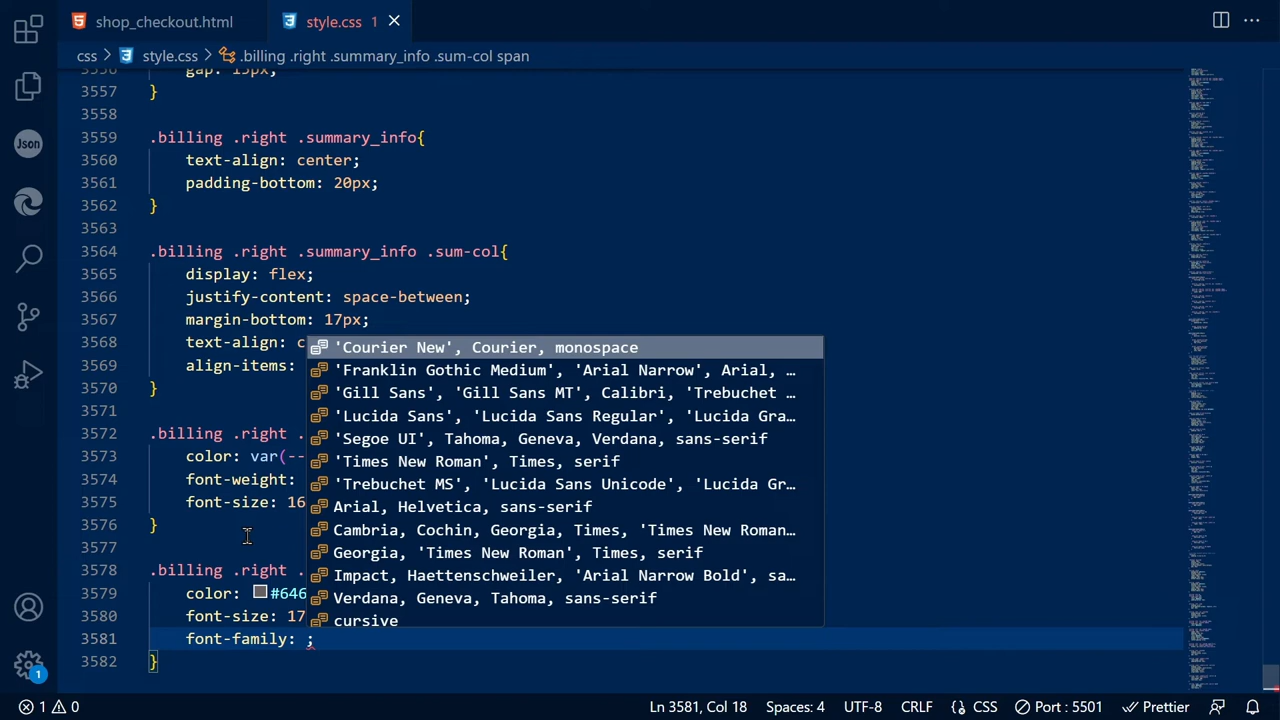 shop_checkout.html
style.css 1
css > style.css > .billing .right .summary_info .sum-col span
3557 }
3558
3559 .billing .right .summary_info{
3560 text-align: center;
3561 padding-bottom: 20px;
3562 }
3563
3564 .billing .right .summary_info .sum-col
3565 display: flex;
3566 justify-content: space-between;
3567 margin-bottom: 17px;
3568 text-align: c
3569 align-items:
3570 }
3571
3572 .billing .right .
3573 color: var(--
3574 font-weight:
3575 font-size: 16
3576 }
3577
3578 .billing .right .
3579 color: #646
3580 font-size: 17
3581 font-family: ;
3582 }
'Courier New', Courier, monospace
'Franklin Gothic Medium', 'Arial Narrow', Aria…
'Gill Sans', 'Gill Sans MT', Calibri, 'Trebuche…
'Lucida Sans', 'Lucida Sans Regular', 'Lucida Gra…
'Segoe UI', Tahoma, Geneva, Verdana, sans-serif
'Times New Roman', Times, serif
'Trebuchet MS', 'Lucida Sans Unicode', 'Lucida Gr…
Arial, Helvetica, sans-serif
Cambria, Cochin, Georgia, Times, 'Times New Roma…
Georgia, 'Times New Roman', Times, serif
Impact, Haettenschweiler, 'Arial Narrow Bold', …
Verdana, Geneva, Tahoma, sans-serif
cursive
Json
1
1 0
Ln 3581, Col 18 Spaces: 4 UTF-8 CRLF {} CSS Port : 5501 Prettier